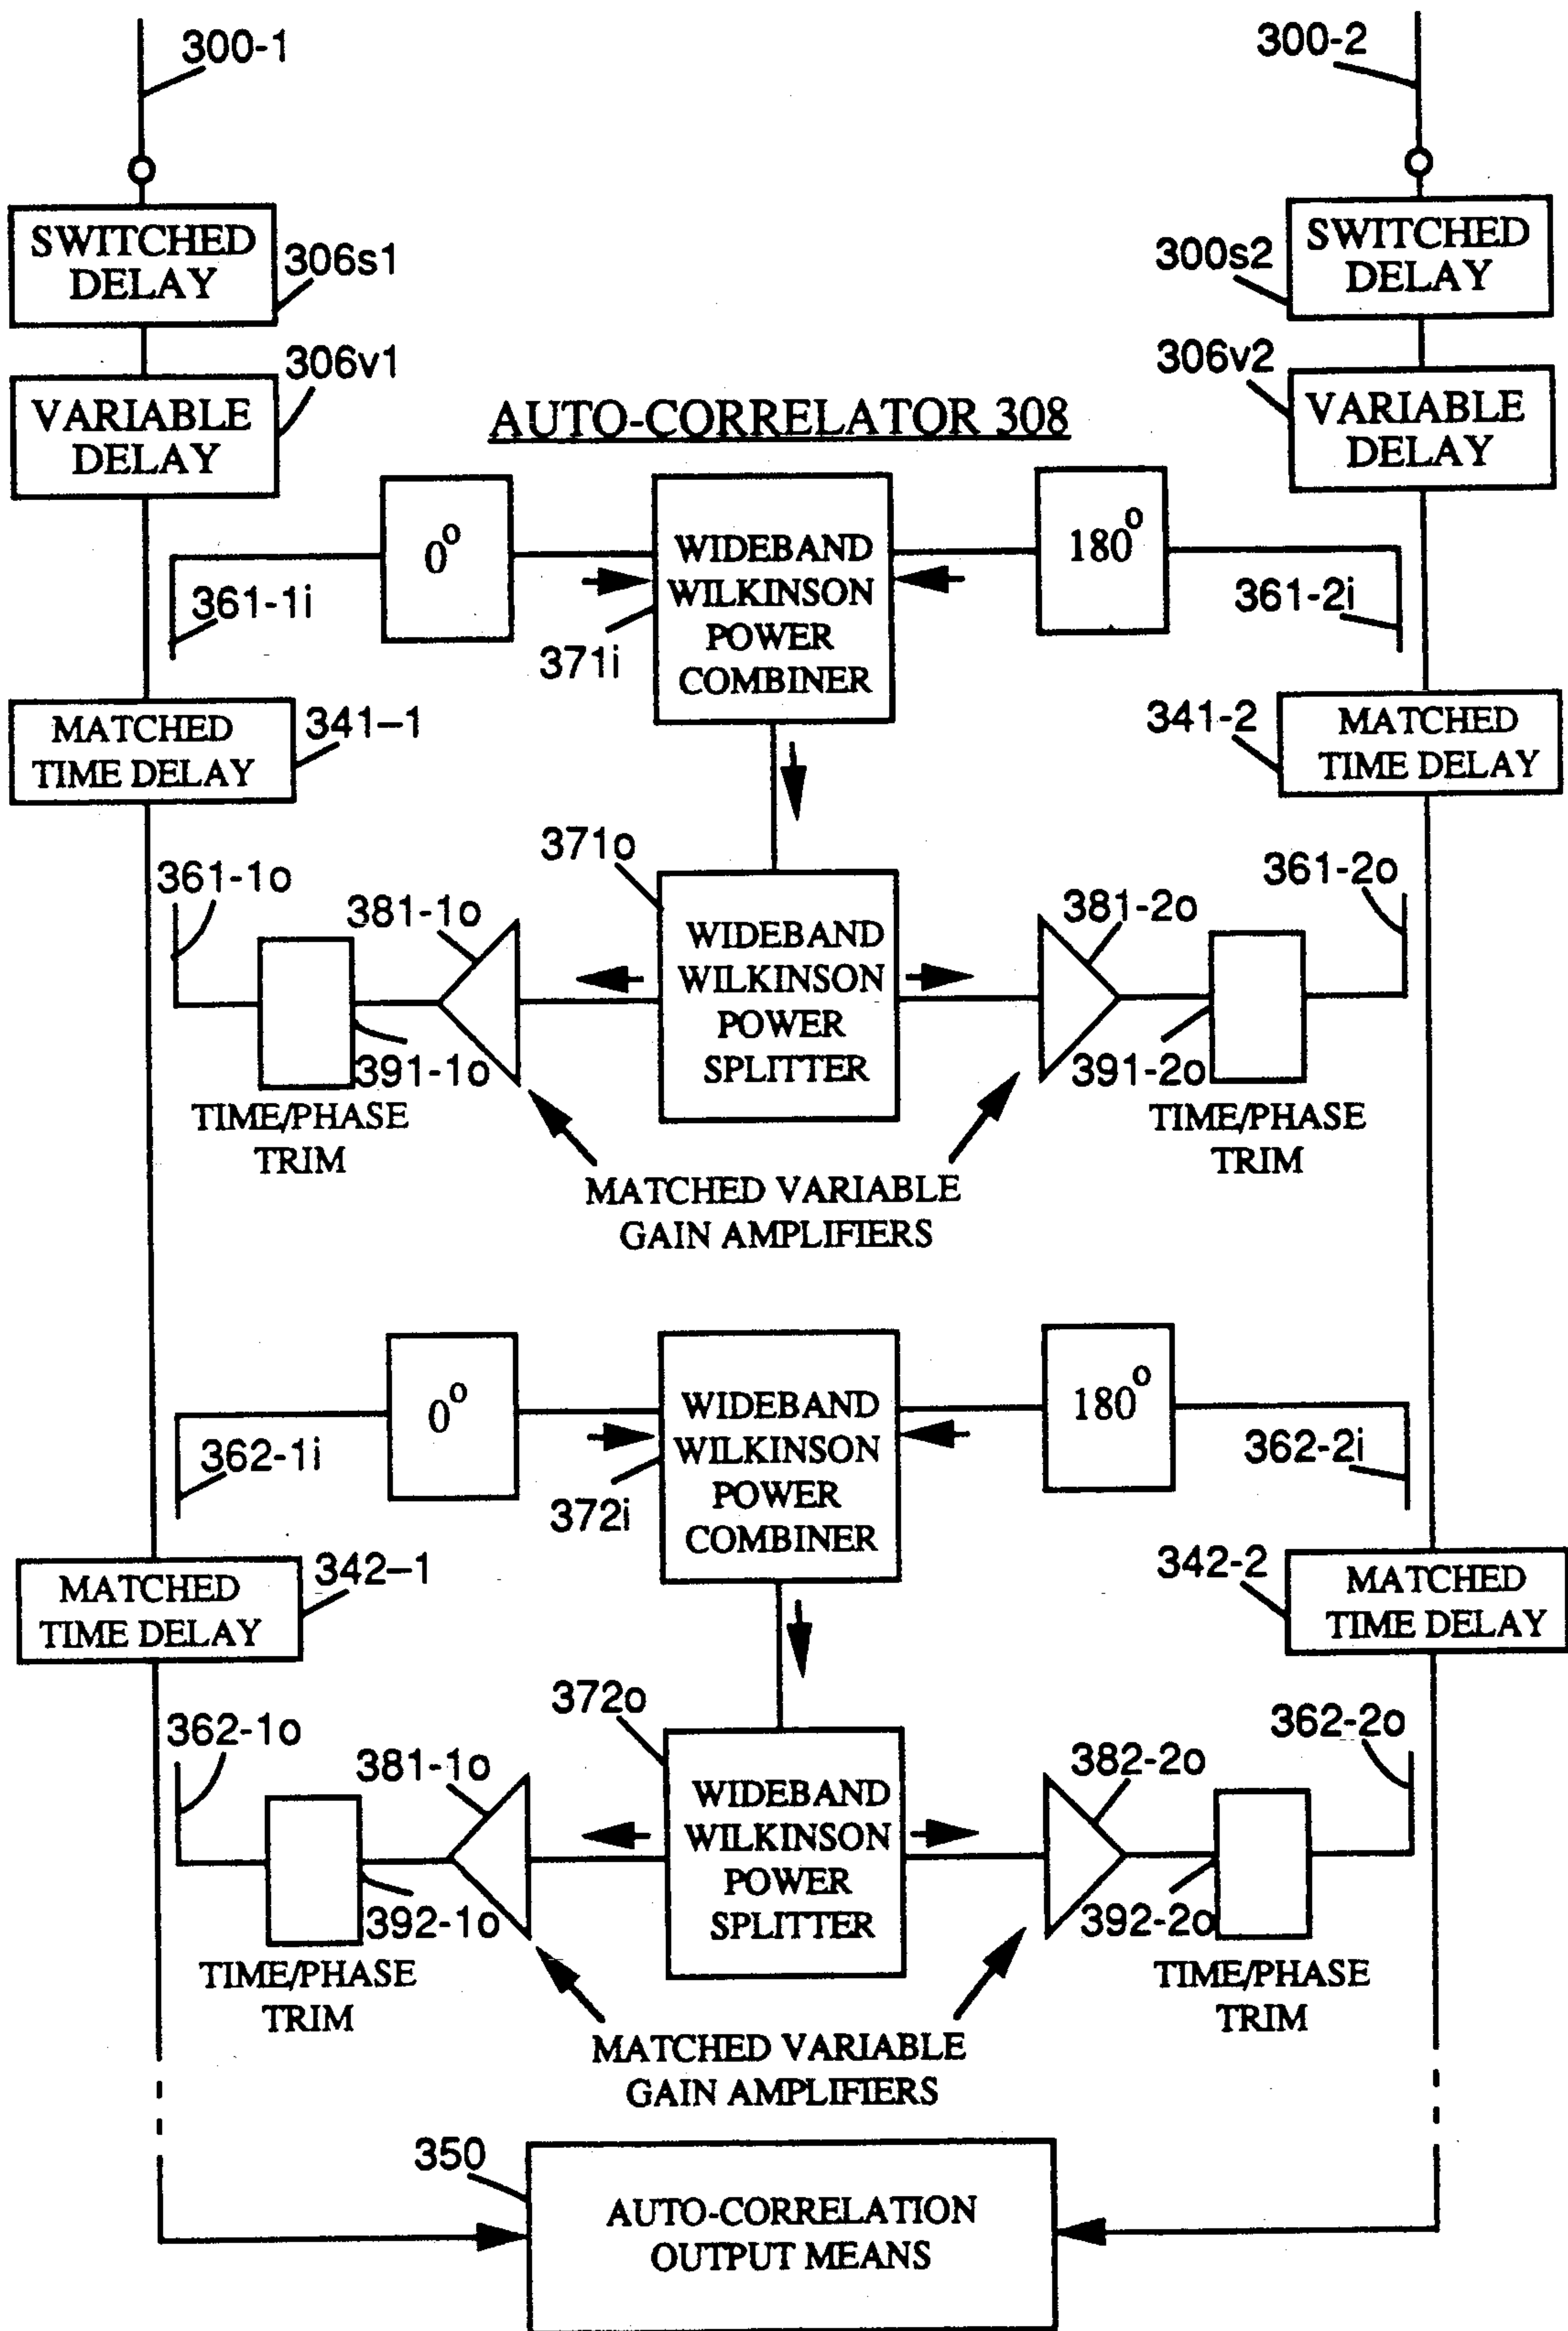 300-1
300-2
SWITCHED
DELAY
306s1
300s2
SWITCHED
DELAY
306v1
306v2
VARIABLE
DELAY
AUTO-CORRELATOR 308
VARIABLE
DELAY
0°
WIDEBAND
WILKINSON
POWER
COMBINER
180°
361-1i
371i
361-2i
MATCHED
TIME DELAY
341–1
341-2
MATCHED
TIME DELAY
361-1o
381-1o
371o
381-2o
361-2o
WIDEBAND
WILKINSON
POWER
SPLITTER
391-1o
391-2o
TIME/PHASE
TRIM
TIME/PHASE
TRIM
MATCHED VARIABLE
GAIN AMPLIFIERS
0°
WIDEBAND
WILKINSON
POWER
COMBINER
180°
362-1i
372i
362-2i
MATCHED
TIME DELAY
342–1
342-2
MATCHED
TIME DELAY
362-1o
381-1o
372o
382-2o
362-2o
WIDEBAND
WILKINSON
POWER
SPLITTER
392-1o
392-2o
TIME/PHASE
TRIM
TIME/PHASE
TRIM
MATCHED VARIABLE
GAIN AMPLIFIERS
350
AUTO-CORRELATION
OUTPUT MEANS